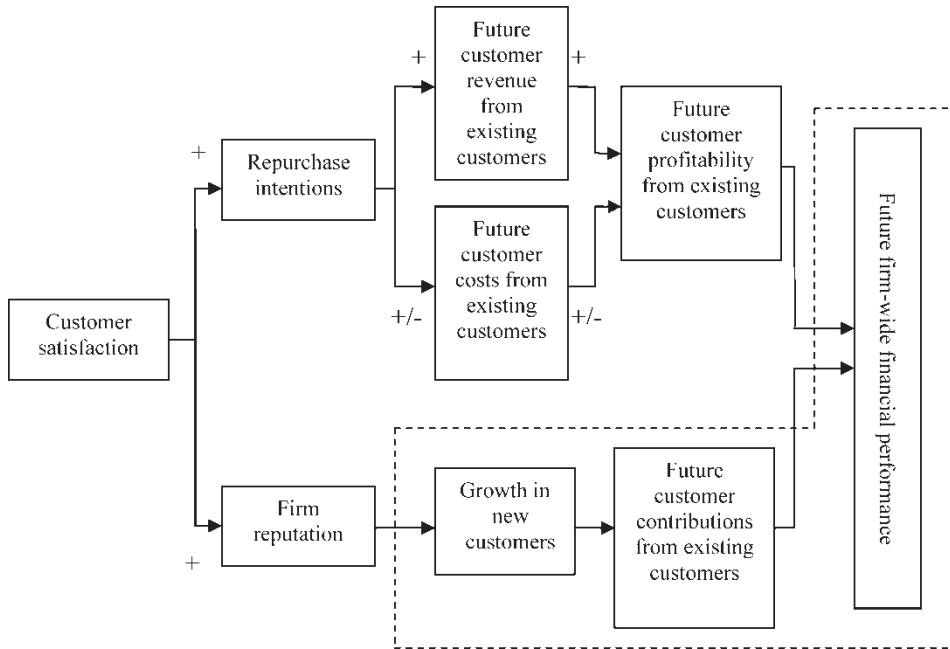 Customer
satisfaction
+
Repurchase
intentions
+
Future
customer
revenue
from
existing
customers
+
+/-
Future
customer
costs from
existing
customers
+/-
Future
customer
profitability
from existing
customers
+
Firm
reputation
Growth in
new
customers
Future
customer
contributions
from existing
customers
Future firm-wide financial performance